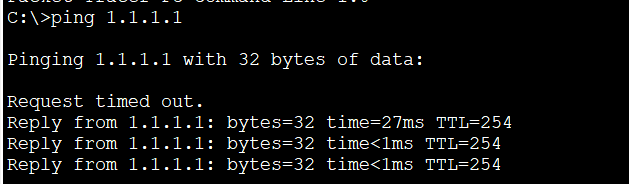 C:\>ping 1.1.1.1
Pinging 1.1.1.1 with 32 bytes of data:
Request timed out.
Reply from 1.1.1.1: bytes=32 time=27ms TTL=254
Reply from 1.1.1.1: bytes=32 time<1ms TTL=254
Reply from 1.1.1.1: bytes=32 time<1ms TTL=254